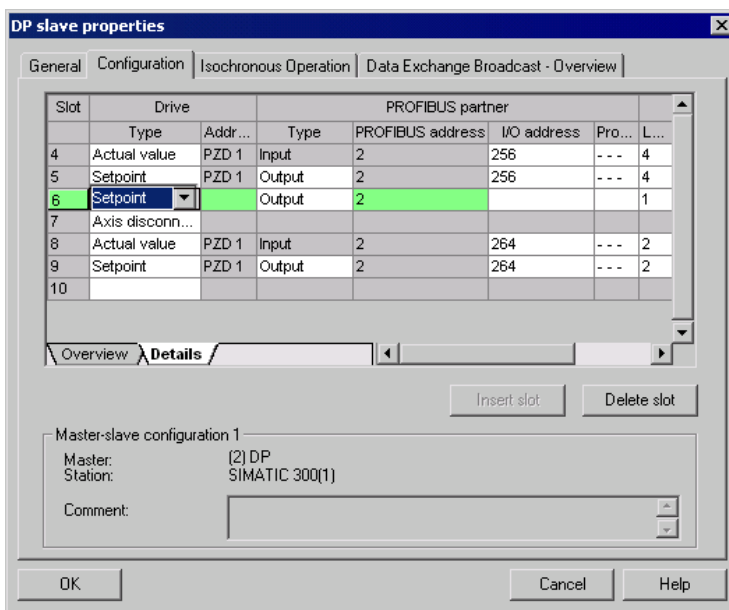 DP slave properties
General Configuration Isochronous Operation Data Exchange Broadcast - Overview
Slot Drive PROFIBUS partner
Type Addr... Type PROFIBUS address I/O address Pro... L...
4 Actual value PZD 1 Input 2 256 - - - 4
5 Setpoint PZD 1 Output 2 256 - - - 4
6 Setpoint Output 2 1
7 Axis disconn...
8 Actual value PZD 1 Input 2 264 - - - 2
9 Setpoint PZD 1 Output 2 264 - - - 2
10
Overview Details
Insert slot Delete slot
Master-slave configuration 1
Master: (2) DP
Station: SIMATIC 300(1)
Comment:
OK Cancel Help